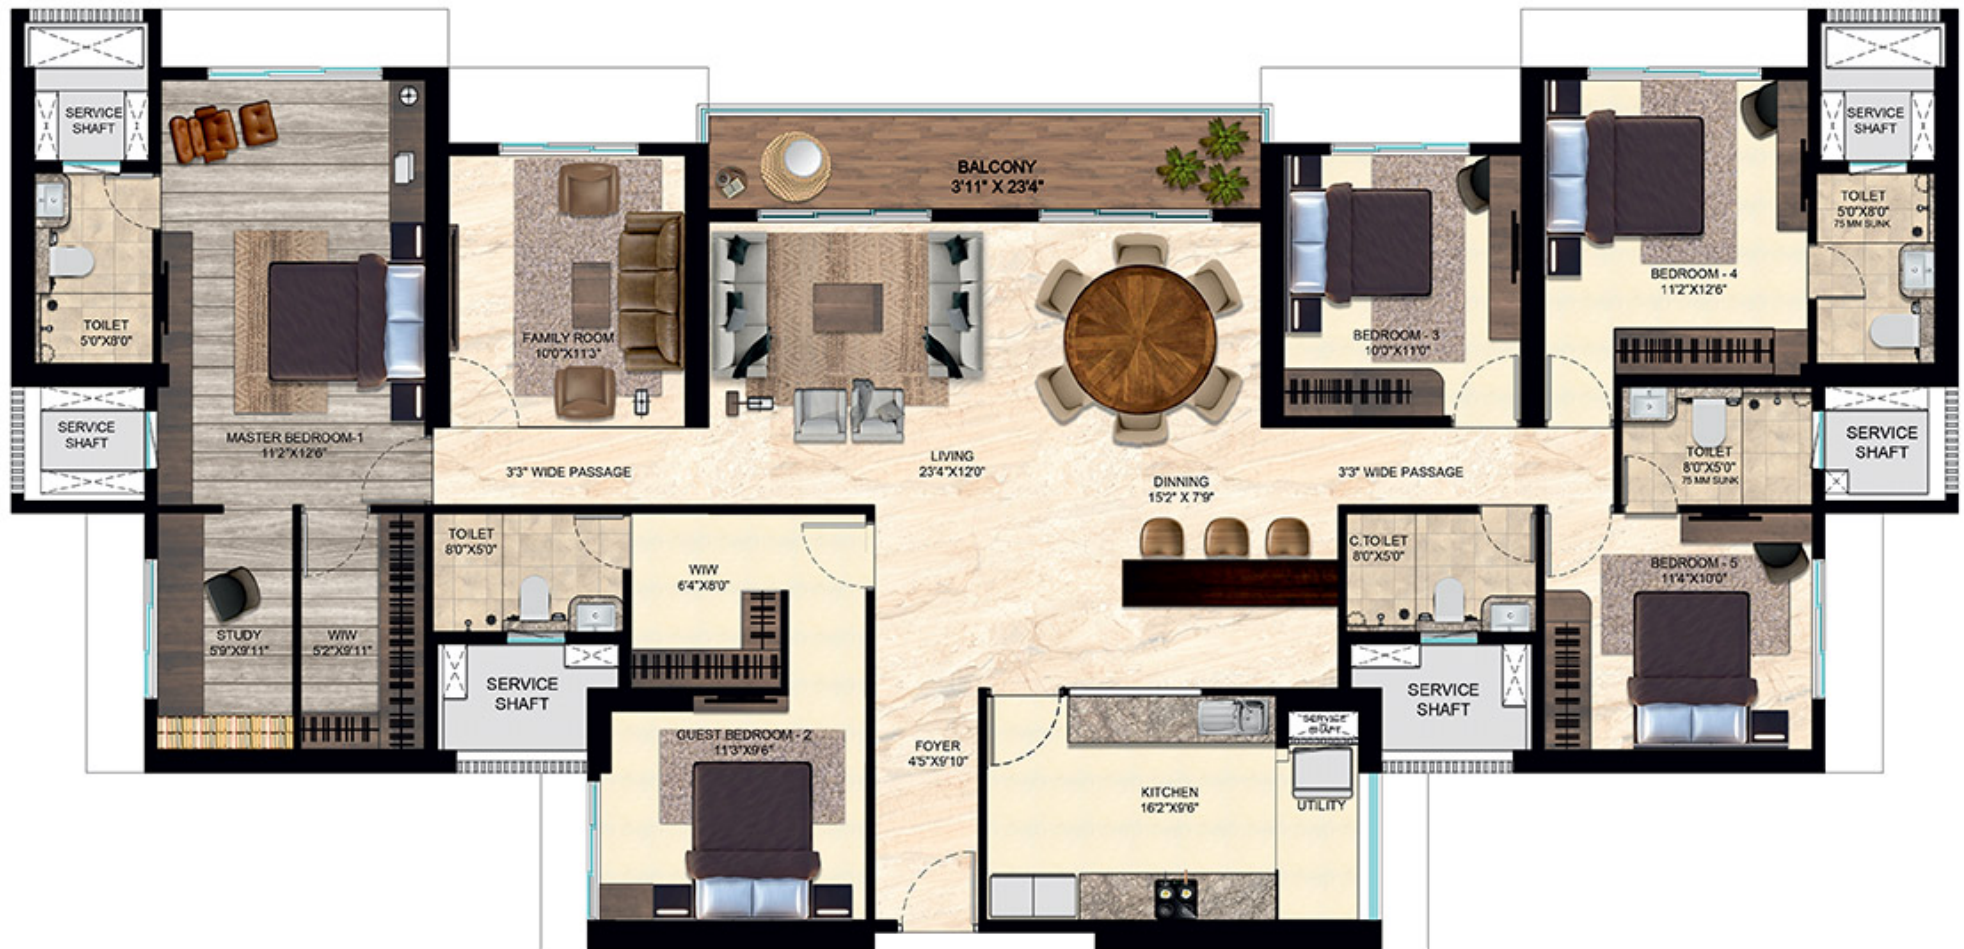 SERVICE
SHAFT
SERVICE
SHAFT
BALCONY
3'11" X 23'4"
TOILET
5'0"X8'0"
75 MM SUNK
BEDROOM - 4
11'2"X12'6"
TOILET
5'0"X8'0"
FAMILY ROOM
10'0"X11'3"
BEDROOM - 3
10'0"X11'0"
SERVICE
SHAFT
MASTER BEDROOM-1
11'2"X12'6"
3'3" WIDE PASSAGE
LIVING
23'4"X12'0"
DINNING
15'2" X 7'9"
3'3" WIDE PASSAGE
TOILET
8'0"X5'0"
75 MM SUNK
SERVICE
SHAFT
TOILET
8'0"X5'0"
WIW
6'4"X8'0"
C.TOILET
8'0"X5'0"
BEDROOM - 5
11'4"X10'0"
STUDY
5'9"X9'11"
WIW
5'2"X9'11"
SERVICE
SHAFT
SERVICE
SHAFT
GUEST BEDROOM - 2
11'3"X9'6"
FOYER
4'5"X9'10"
KITCHEN
16'2"X9'6"
"SERVICE"
SHAFT
UTILITY